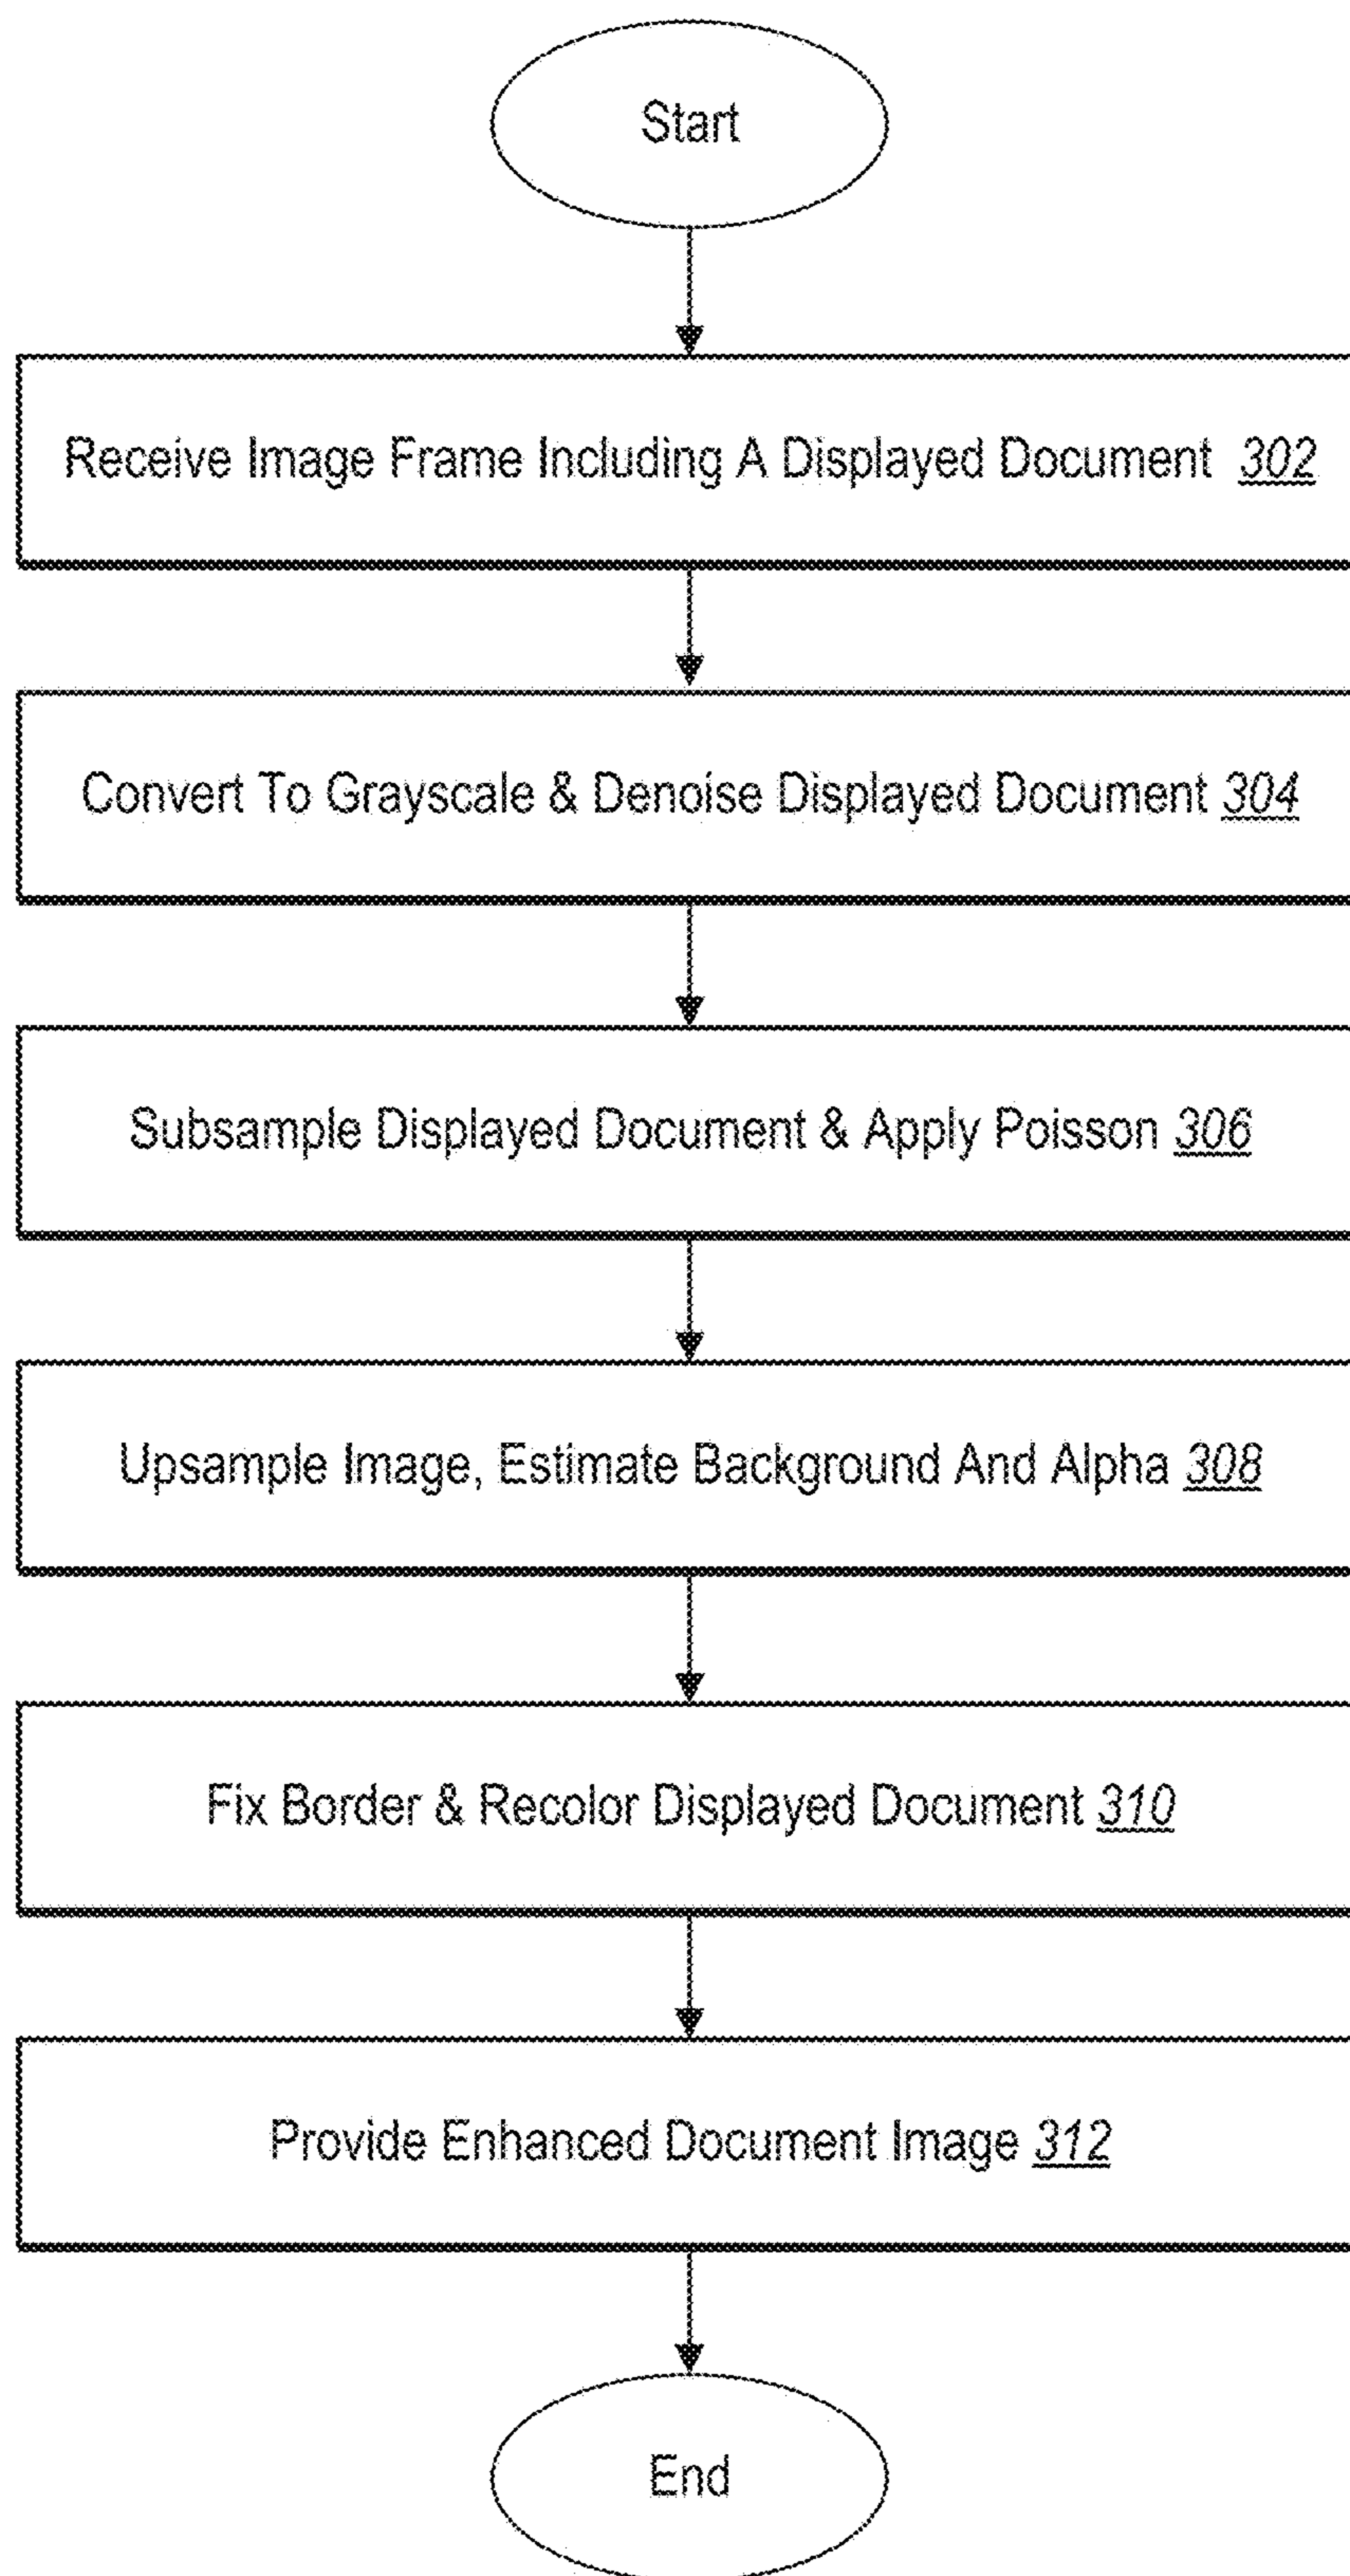 Start
Receive Image Frame Including A Displayed Document 302
Convert To Grayscale & Denoise Displayed Document 304
Subsample Displayed Document & Apply Poisson 306
Upsample Image, Estimate Background And Alpha 308
Fix Border & Recolor Displayed Document 310
Provide Enhanced Document Image 312
End